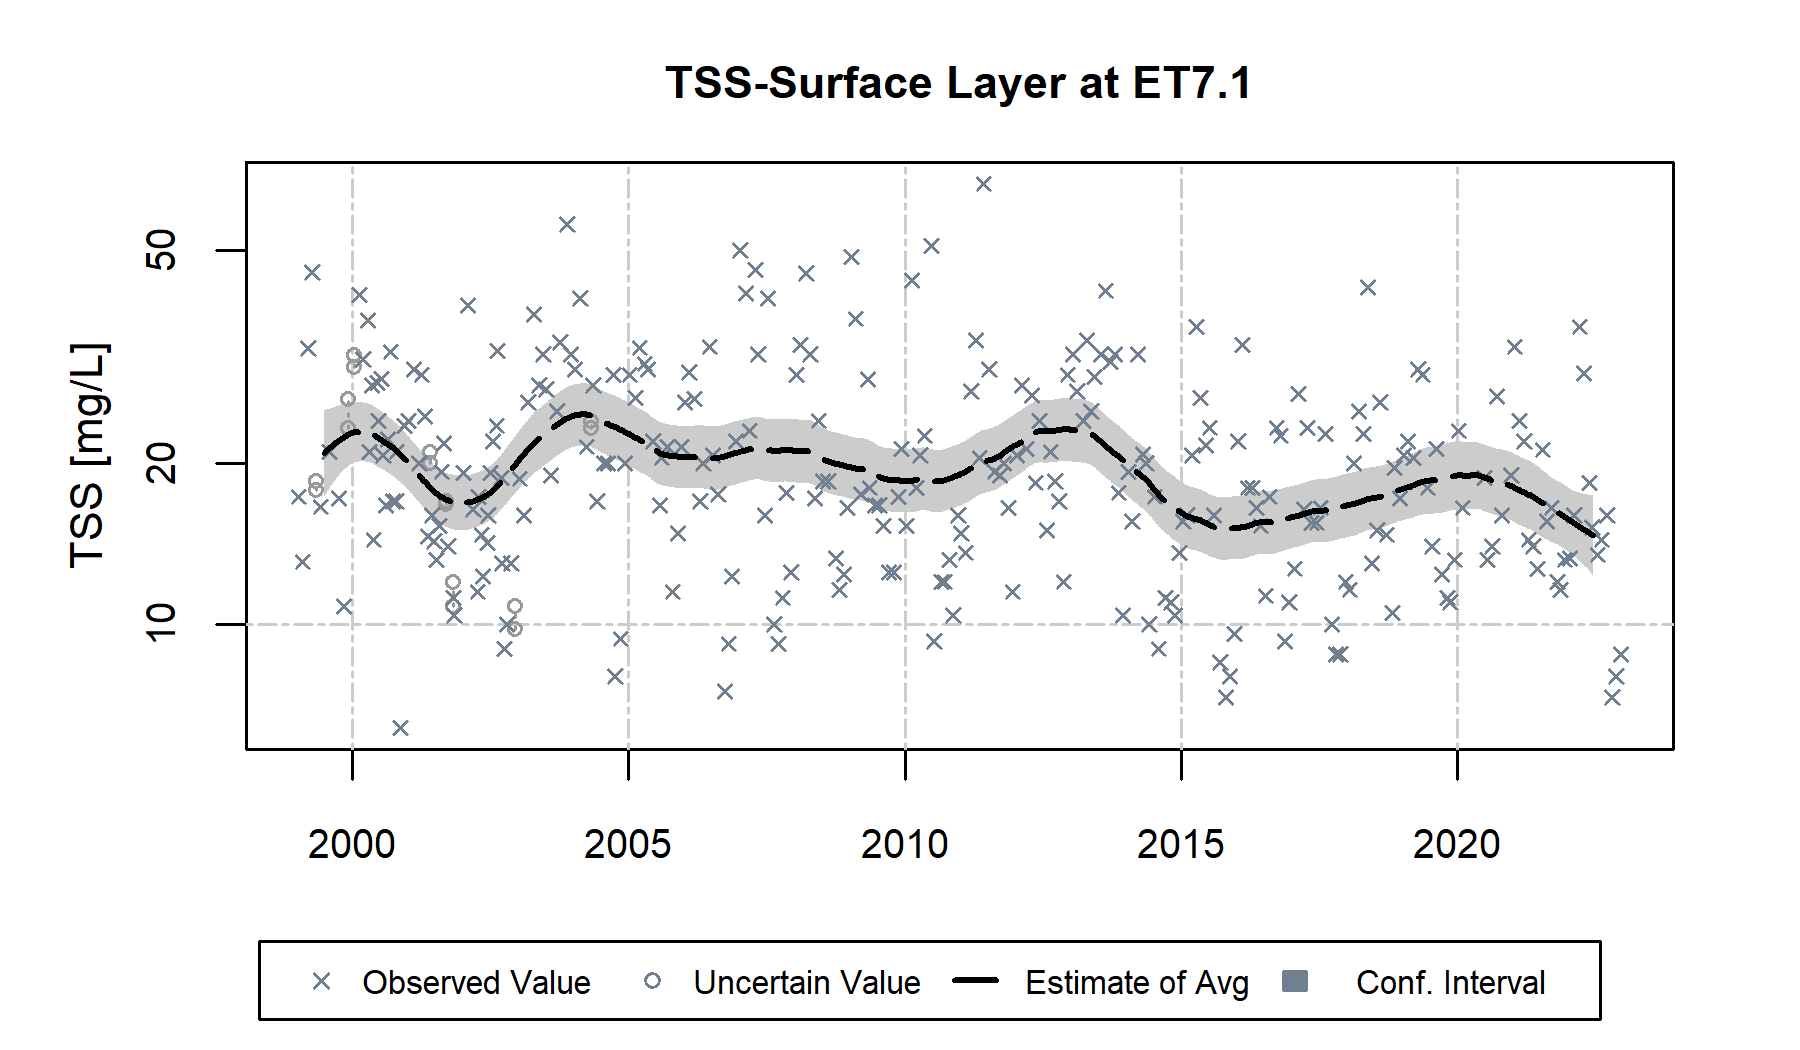 TSS-Surface Layer at ET7.1
TSS [mg/L]
50
20
10
2000 2005 2010 2015 2020
Observed Value Uncertain Value Estimate of Avg Conf. Interval